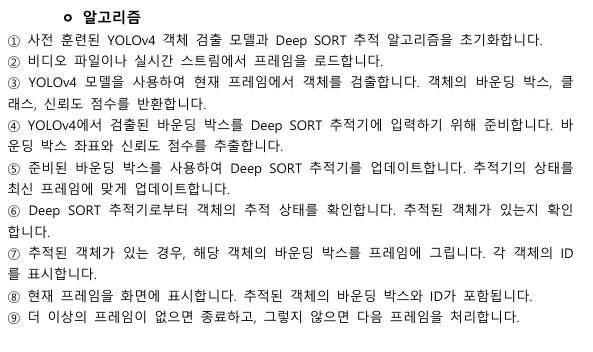 ㅇ 알고리즘
① 사전 훈련된 YOLOv4 객체 검출 모델과 Deep SORT 추적 알고리즘을 초기화합니다.
② 비디오 파일이나 실시간 스트림에서 프레임을 로드합니다.
③ YOLOv4 모델을 사용하여 현재 프레임에서 객체를 검출합니다. 객체의 바운딩 박스, 클
래스, 신뢰도 점수를 반환합니다.
④ YOLOv4에서 검출된 바운딩 박스를 Deep SORT 추적기에 입력하기 위해 준비합니다. 바
운딩 박스 좌표와 신뢰도 점수를 추출합니다.
⑤ 준비된 바운딩 박스를 사용하여 Deep SORT 추적기를 업데이트합니다. 추적기의 상태를
최신 프레임에 맞게 업데이트합니다.
⑥ Deep SORT 추적기로부터 객체의 추적 상태를 확인합니다. 추적된 객체가 있는지 확인
합니다.
⑦ 추적된 객체가 있는 경우, 해당 객체의 바운딩 박스를 프레임에 그립니다. 각 객체의 ID
를 표시합니다.
⑧ 현재 프레임을 화면에 표시합니다. 추적된 객체의 바운딩 박스와 ID가 포함됩니다.
⑨ 더 이상의 프레임이 없으면 종료하고, 그렇지 않으면 다음 프레임을 처리합니다.